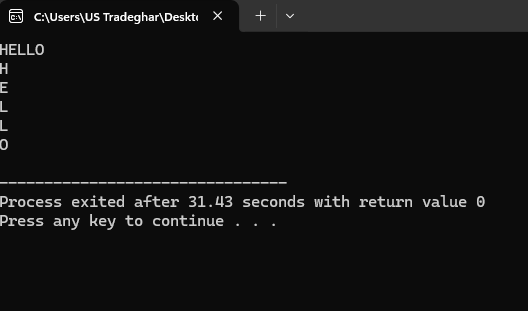 C:\Users\US Tradeghar\Deskt
HELLO
H
E
L
L
O
--------------------------------
Process exited after 31.43 seconds with return value 0
Press any key to continue . . .